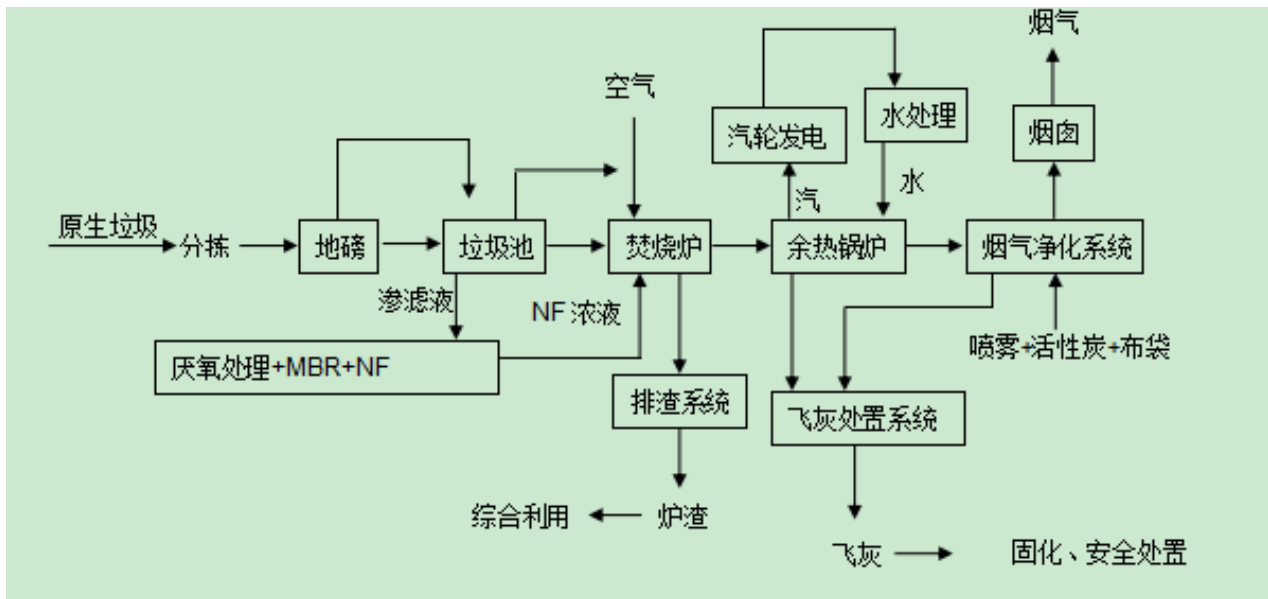 烟气
空气
水处理
汽轮发电
烟囱
汽
水
原生垃圾
分拣
地磅
垃圾池
焚烧炉
余热锅炉
烟气净化系统
渗滤液
NF 浓液
喷雾+活性炭+布袋
厌氧处理+MBR+NF
排渣系统
飞灰处置系统
综合利用
炉渣
飞灰
固化、安全处置